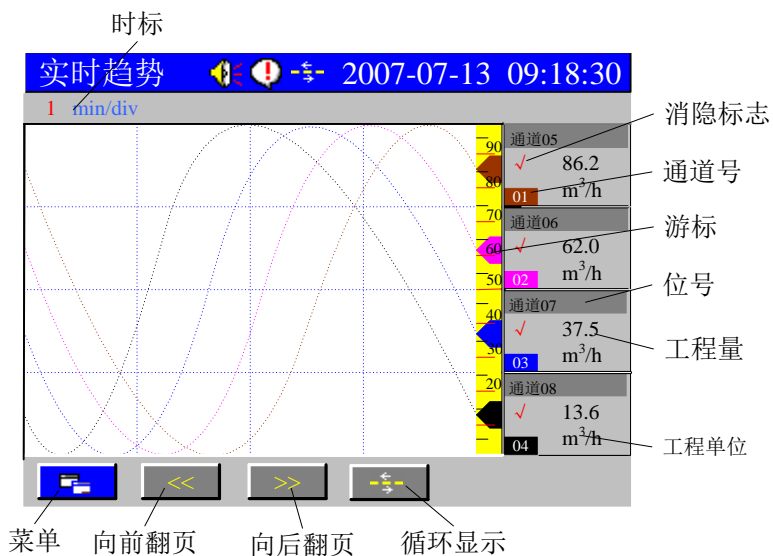 时标
实时趋势 2007-07-13 09:18:30
1 min/div
消隐标志
通道号
游标
位号
工程量
工程单位
90
80
70
60
50
40
30
20
通道05
√ 86.2
01 m³/h
通道06
√ 62.0
02 m³/h
通道07
√ 37.5
03 m³/h
通道08
√ 13.6
04 m³/h
<< >>
菜单 向前翻页 向后翻页 循环显示